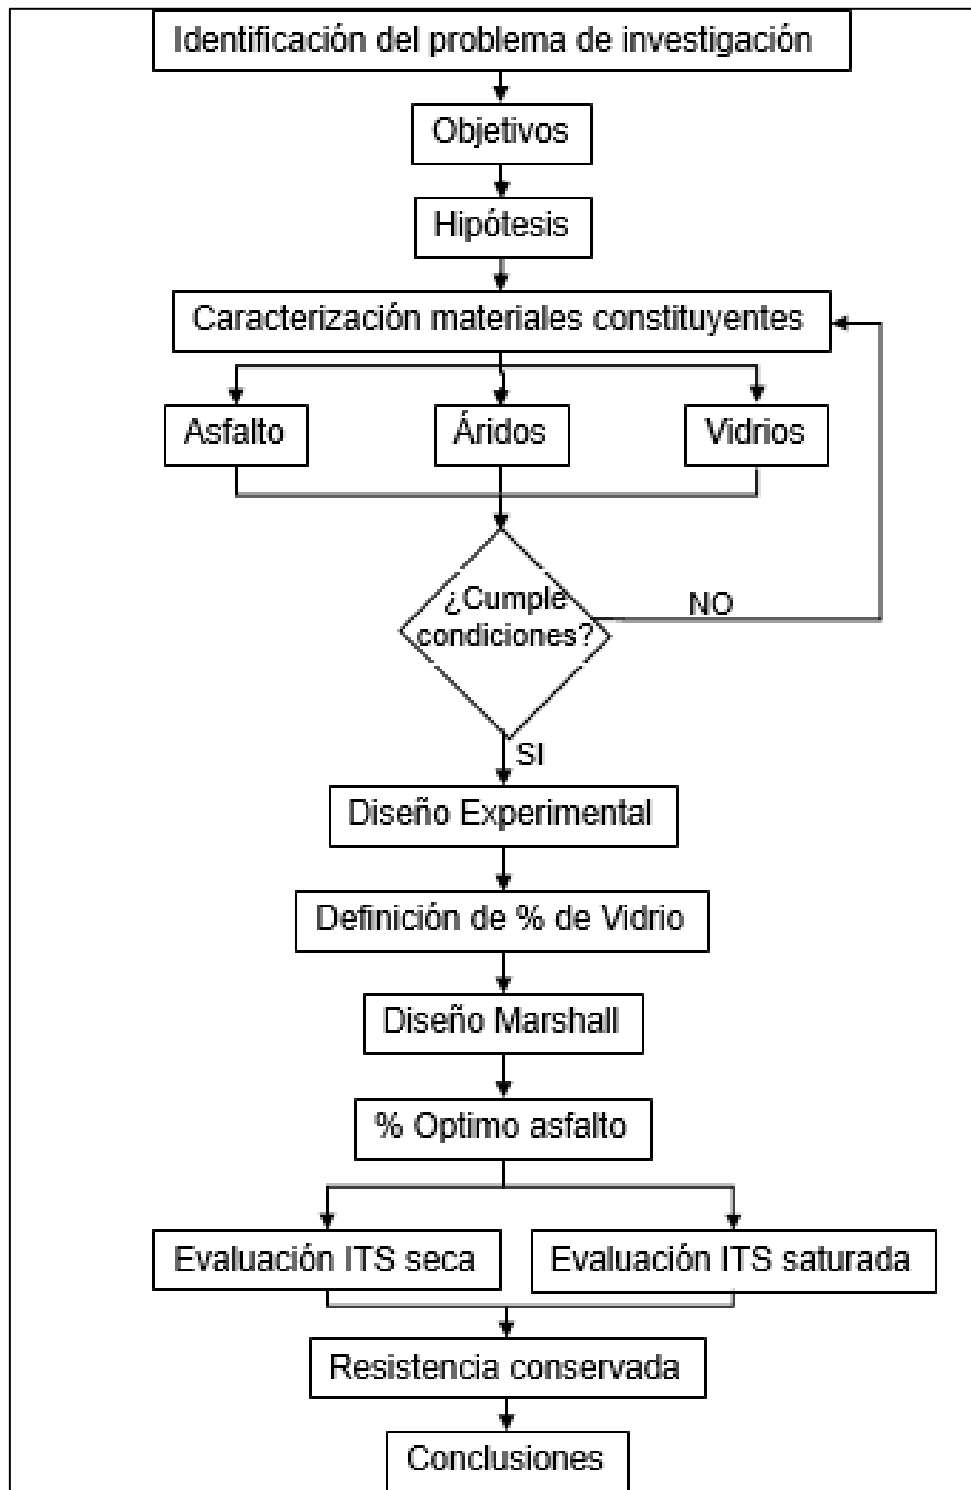 Identificación del problema de investigación
Objetivos
Hipótesis
Caracterización materiales constituyentes
Asfalto
Áridos
Vidrios
¿Cumple
condiciones?
NO
SI
Diseño Experimental
Definición de % de Vidrio
Diseño Marshall
% Optimo asfalto
Evaluación ITS seca
Evaluación ITS saturada
Resistencia conservada
Conclusiones